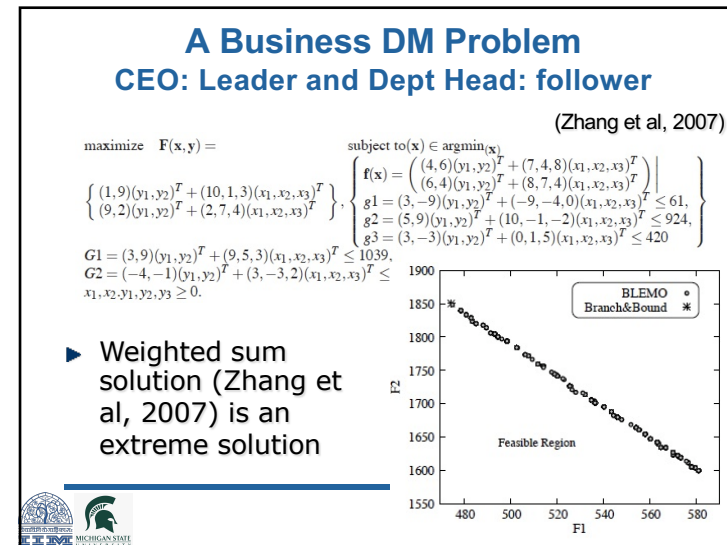 A Business DM Problem
CEO: Leader and Dept Head: follower
(Zhang et al, 2007)
maximize F(x,y) =
{ (1,9)(y₁,y₂)ᵀ + (10,1,3)(x₁,x₂,x₃)ᵀ
(9,2)(y₁,y₂)ᵀ + (2,7,4)(x₁,x₂,x₃)ᵀ },
subject to(x) ∈ argmin₍ₓ₎
{ f(x) = ( (4,6)(y₁,y₂)ᵀ + (7,4,8)(x₁,x₂,x₃)ᵀ
(6,4)(y₁,y₂)ᵀ + (8,7,4)(x₁,x₂,x₃)ᵀ ) |
g1 = (3,−9)(y₁,y₂)ᵀ + (−9,−4,0)(x₁,x₂,x₃)ᵀ ≤ 61,
g2 = (5,9)(y₁,y₂)ᵀ + (10,−1,−2)(x₁,x₂,x₃)ᵀ ≤ 924,
g3 = (3,−3)(y₁,y₂)ᵀ + (0,1,5)(x₁,x₂,x₃)ᵀ ≤ 420 }
G1 = (3,9)(y₁,y₂)ᵀ + (9,5,3)(x₁,x₂,x₃)ᵀ ≤ 1039,
G2 = (−4,−1)(y₁,y₂)ᵀ + (3,−3,2)(x₁,x₂,x₃)ᵀ ≤
x₁,x₂.y₁,y₂,y₃ ≥ 0.
Weighted sum
solution (Zhang et
al, 2007) is an
extreme solution
1900
1850
1800
1750
1700
1650
1600
1550
F2
BLEMO
Branch&Bound
Feasible Region
480 500 520 540 560 580
F1
IIM
MICHIGAN STATE
UNIVERSITY